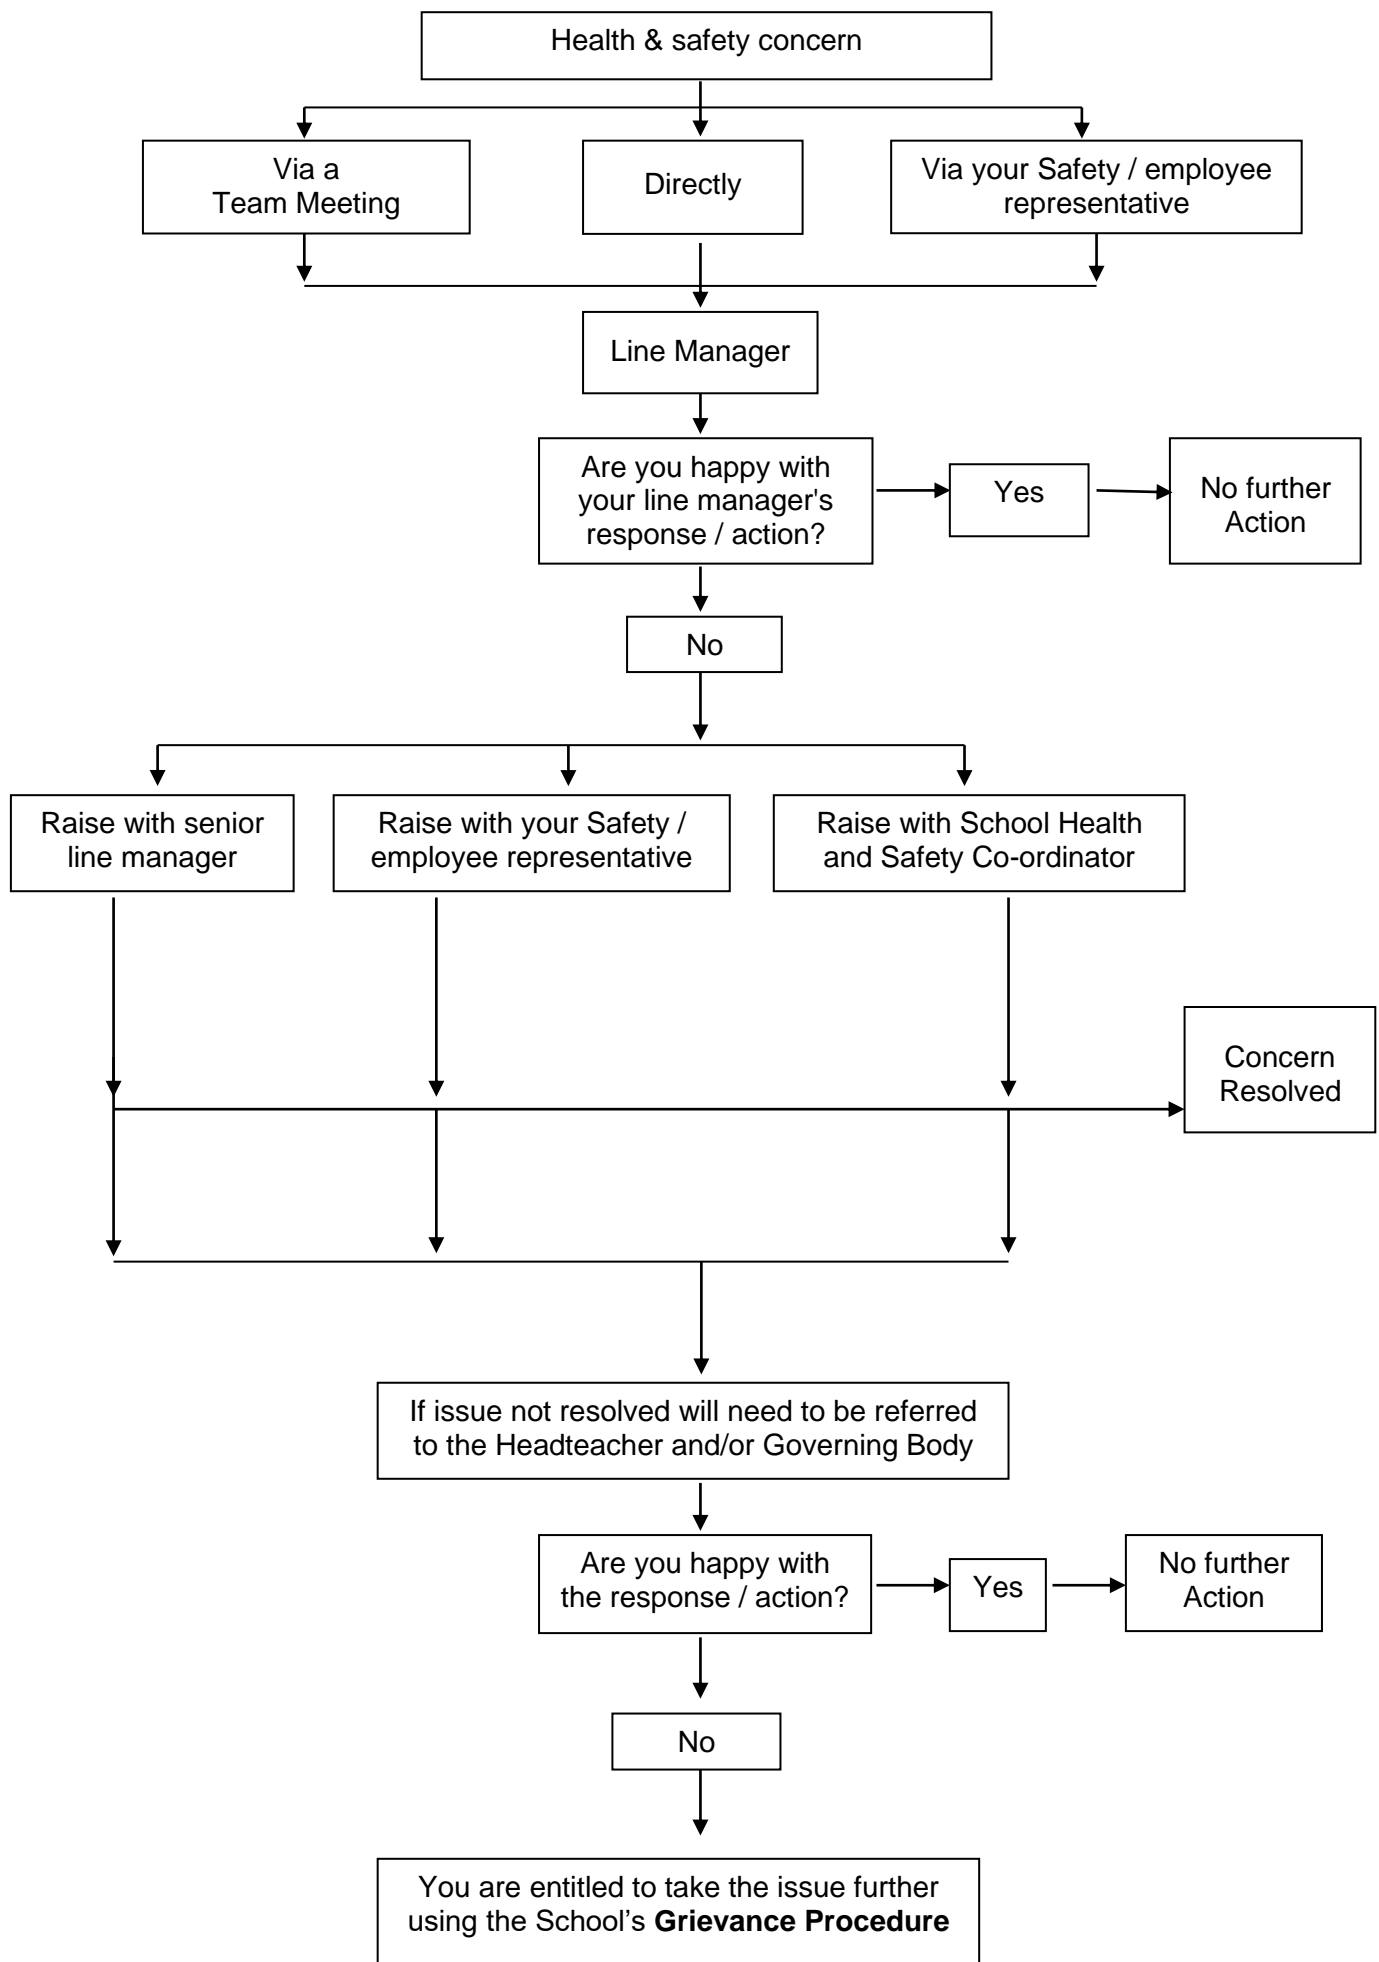 Health & safety concern
Via a
Team Meeting
Directly
Via your Safety / employee
representative
Line Manager
Are you happy with
your line manager's
response / action?
Yes
No further
Action
No
Raise with senior
line manager
Raise with your Safety /
employee representative
Raise with School Health
and Safety Co-ordinator
Concern
Resolved
If issue not resolved will need to be referred
to the Headteacher and/or Governing Body
Are you happy with
the response / action?
Yes
No further
Action
No
You are entitled to take the issue further
using the School’s Grievance Procedure